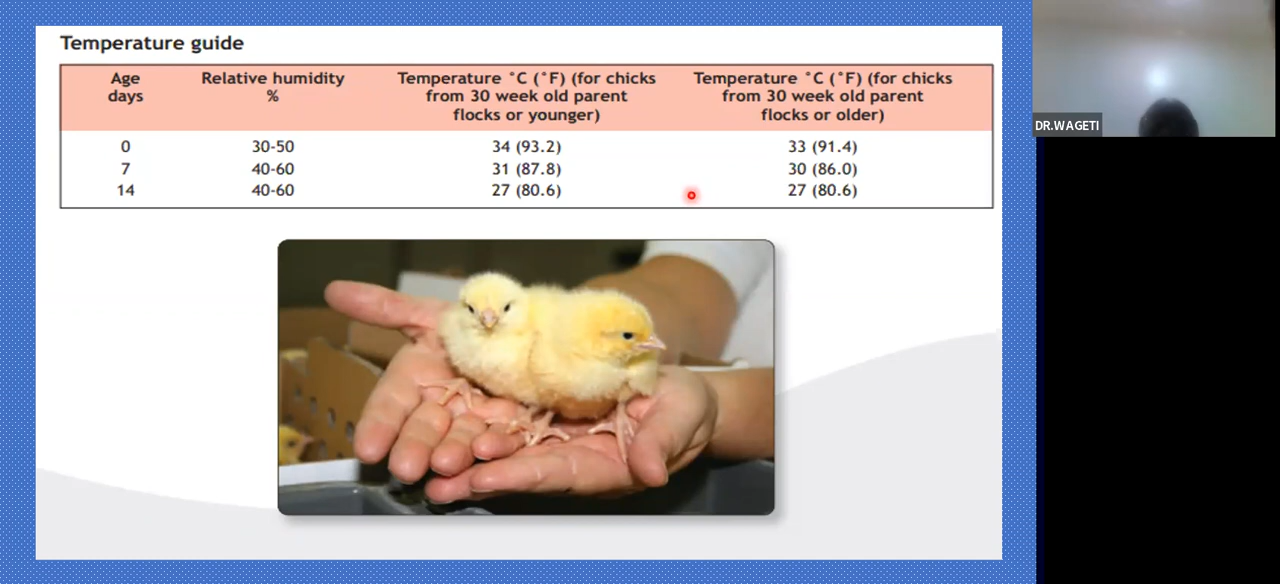 Temperature guide
Age days | Relative humidity % | Temperature °C (°F) (for chicks from 30 week old parent flocks or younger) | Temperature °C (°F) (for chicks from 30 week old parent flocks or older)
0 | 30-50 | 34 (93.2) | 33 (91.4)
7 | 40-60 | 31 (87.8) | 30 (86.0)
14 | 40-60 | 27 (80.6) | 27 (80.6)
DR.WAGETI